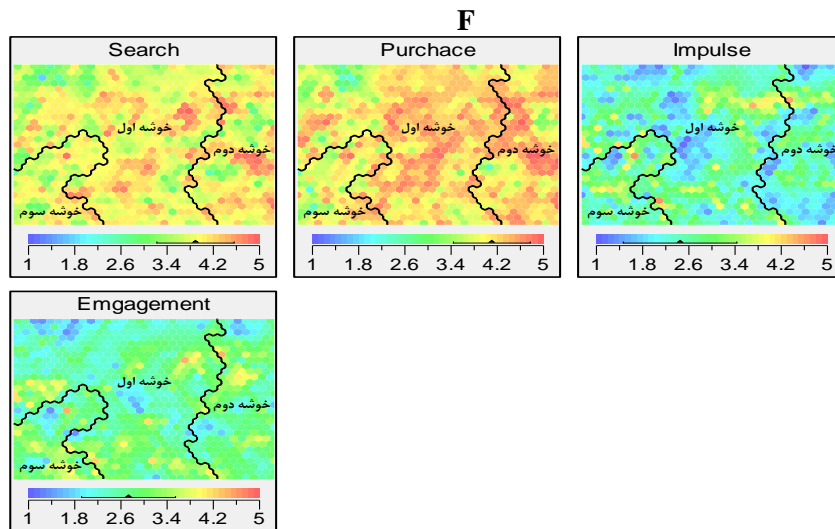 F
Search
Purchace
Impulse
خوشه اول
خوشه دوم
خوشه سوم
خوشه اول
خوشه دوم
خوشه سوم
خوشه اول
خوشه دوم
خوشه سوم
1 1.8 2.6 3.4 4.2 5
1 1.8 2.6 3.4 4.2 5
1 1.8 2.6 3.4 4.2 5
Emgagement
خوشه اول
خوشه دوم
خوشه سوم
1 1.8 2.6 3.4 4.2 5